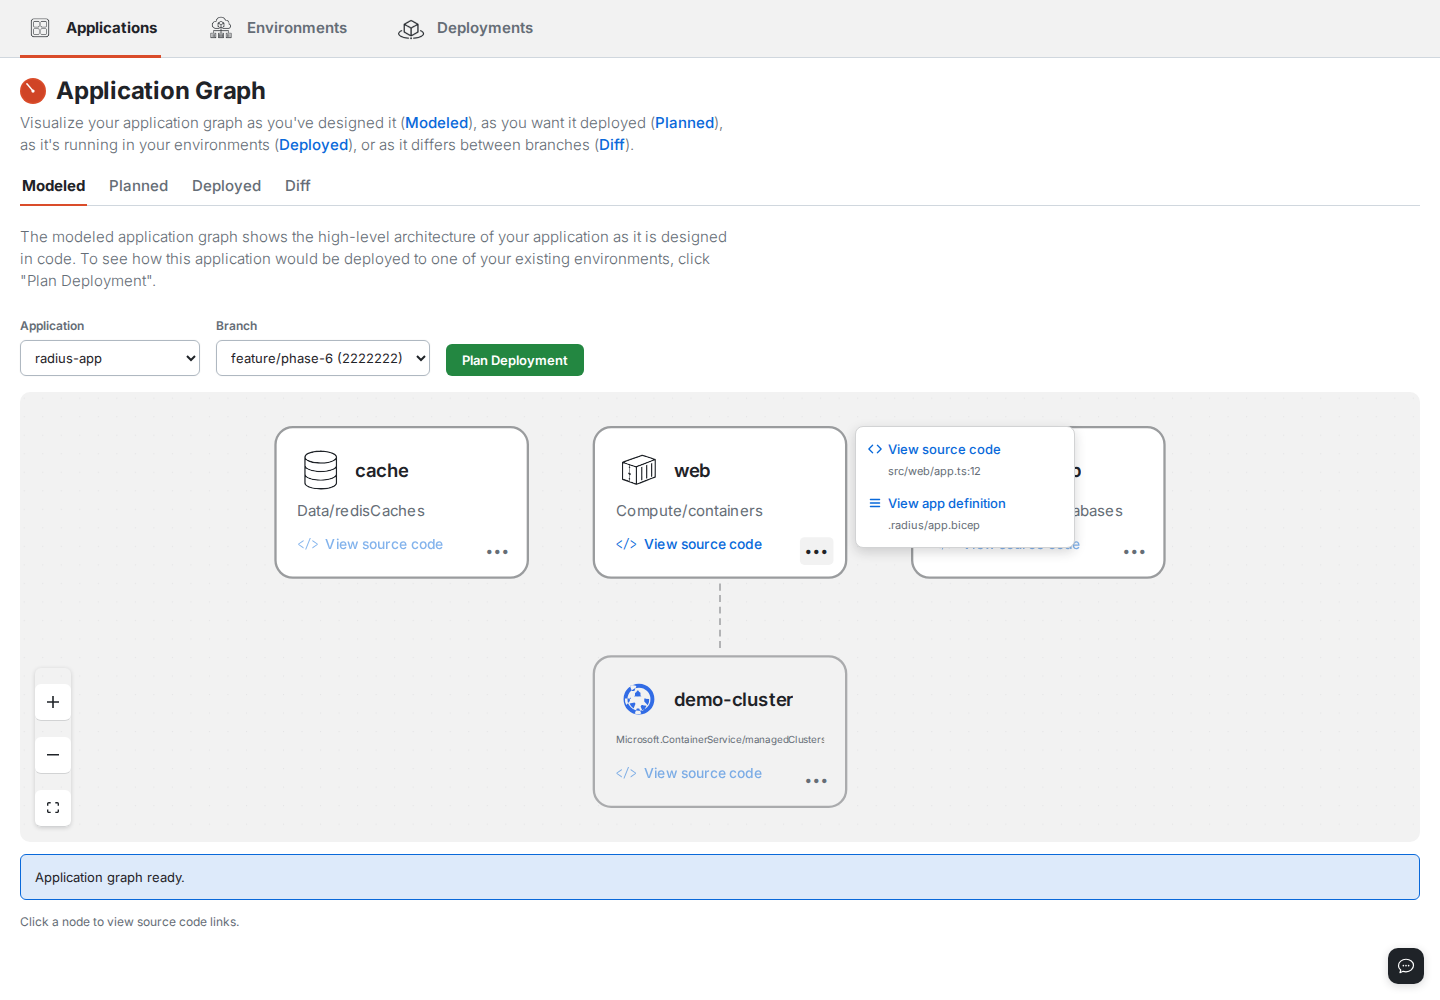 Applications
Environments
Deployments
Application Graph
Visualize your application graph as you've designed it (Modeled), as you want it deployed (Planned),
as it's running in your environments (Deployed), or as it differs between branches (Diff).
Modeled
Planned
Deployed
Diff
The modeled application graph shows the high-level architecture of your application as it is designed
in code. To see how this application would be deployed to one of your existing environments, click
"Plan Deployment".
Application
Branch
radius-app
feature/phase-6 (2222222)
Plan Deployment
cache
Data/redisCaches
</> View source code
web
Compute/containers
</> View source code
View source code
src/web/app.ts:12
View app definition
.radius/app.bicep
demo-cluster
Microsoft.ContainerService/managedClusters
</> View source code
Application graph ready.
Click a node to view source code links.